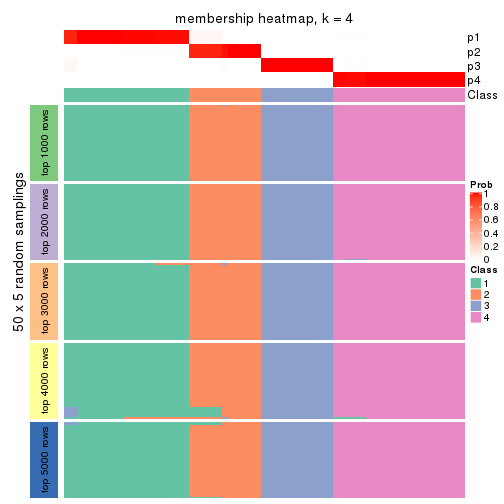 membership heatmap, k = 4
p1
p2
p3
p4
Class
50 x 5 random samplings
top 1000 rows
top 2000 rows
top 3000 rows
top 4000 rows
top 5000 rows
Prob
1
0.8
0.6
0.4
0.2
0
Class
1
2
3
4